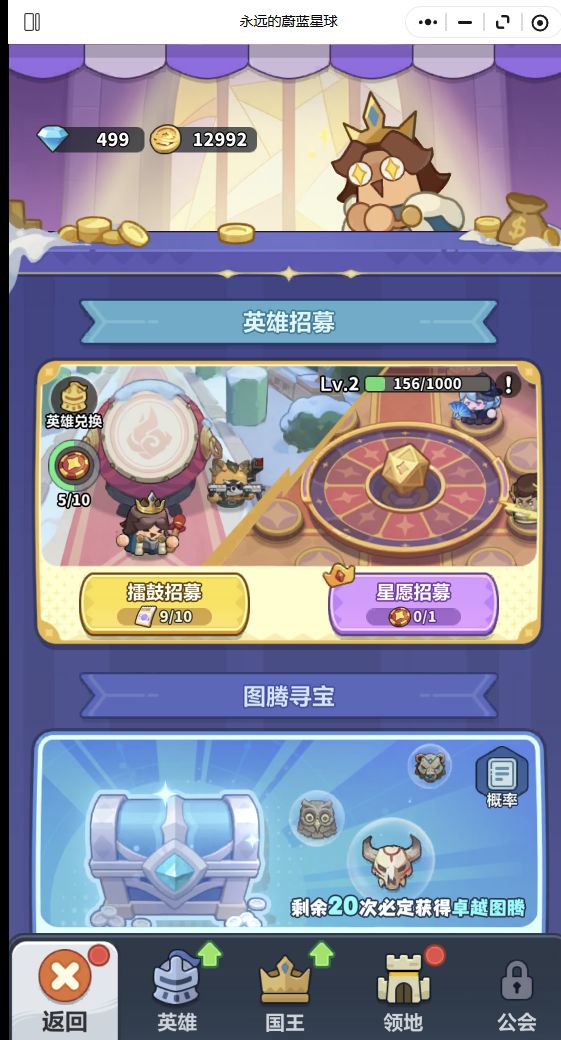 永远的蔚蓝星球
499
12992
英雄招募
Lv.2 156/1000 !
英雄兑换
5/10
擂鼓招募
9/10
星愿招募
0/1
图腾寻宝
概率
剩余20次必定获得卓越图腾
返回
英雄
国王
领地
公会